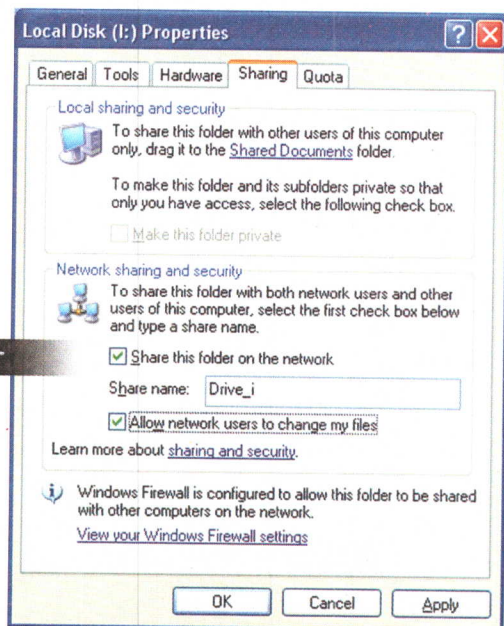 Local Disk (I:) Properties
General Tools Hardware Sharing Quota
Local sharing and security
To share this folder with other users of this computer
only, drag it to the Shared Documents folder.
To make this folder and its subfolders private so that
only you have access, select the following check box.
Make this folder private
Network sharing and security
To share this folder with both network users and other
users of this computer, select the first check box below
and type a share name.
Share this folder on the network
Share name: Drive_i
Allow network users to change my files
Learn more about sharing and security.
Windows Firewall is configured to allow this folder to be shared
with other computers on the network.
View your Windows Firewall settings
OK Cancel Apply